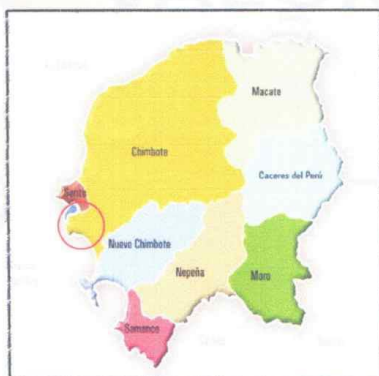 Macate
Chimbote
Caceres del Perú
Santa
Nuevo Chimbote
Nepeña
Moro
Samanco